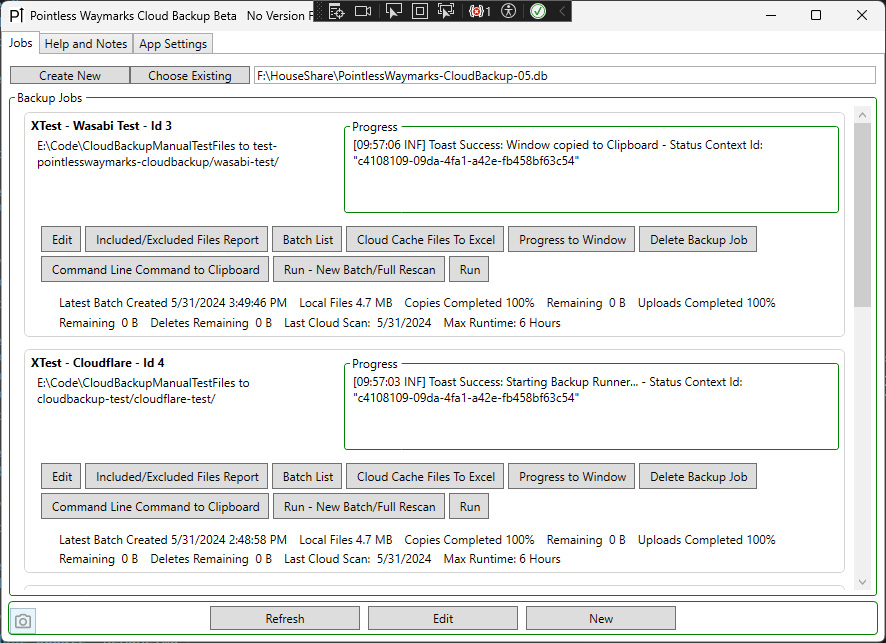 Pointless Waymarks Cloud Backup Beta No Version
1
Jobs Help and Notes App Settings
Create New Choose Existing F:\HouseShare\PointlessWaymarks-CloudBackup-05.db
Backup Jobs
XTest - Wasabi Test - Id 3
E:\Code\CloudBackupManualTestFiles to test-
pointlesswaymarks-cloudbackup/wasabi-test/
Progress
[09:57:06 INF] Toast Success: Window copied to Clipboard - Status Context Id:
"c4108109-09da-4fa1-a42e-fb458bf63c54"
Edit Included/Excluded Files Report Batch List Cloud Cache Files To Excel Progress to Window Delete Backup Job
Command Line Command to Clipboard Run - New Batch/Full Rescan Run
Latest Batch Created 5/31/2024 3:49:46 PM Local Files 4.7 MB Copies Completed 100% Remaining 0 B Uploads Completed 100%
Remaining 0 B Deletes Remaining 0 B Last Cloud Scan: 5/31/2024 Max Runtime: 6 Hours
XTest - Cloudflare - Id 4
E:\Code\CloudBackupManualTestFiles to
cloudbackup-test/cloudflare-test/
Progress
[09:57:03 INF] Toast Success: Starting Backup Runner... - Status Context Id:
"c4108109-09da-4fa1-a42e-fb458bf63c54"
Edit Included/Excluded Files Report Batch List Cloud Cache Files To Excel Progress to Window Delete Backup Job
Command Line Command to Clipboard Run - New Batch/Full Rescan Run
Latest Batch Created 5/31/2024 2:48:58 PM Local Files 4.7 MB Copies Completed 100% Remaining 0 B Uploads Completed 100%
Remaining 0 B Deletes Remaining 0 B Last Cloud Scan: 5/31/2024 Max Runtime: 6 Hours
Refresh Edit New